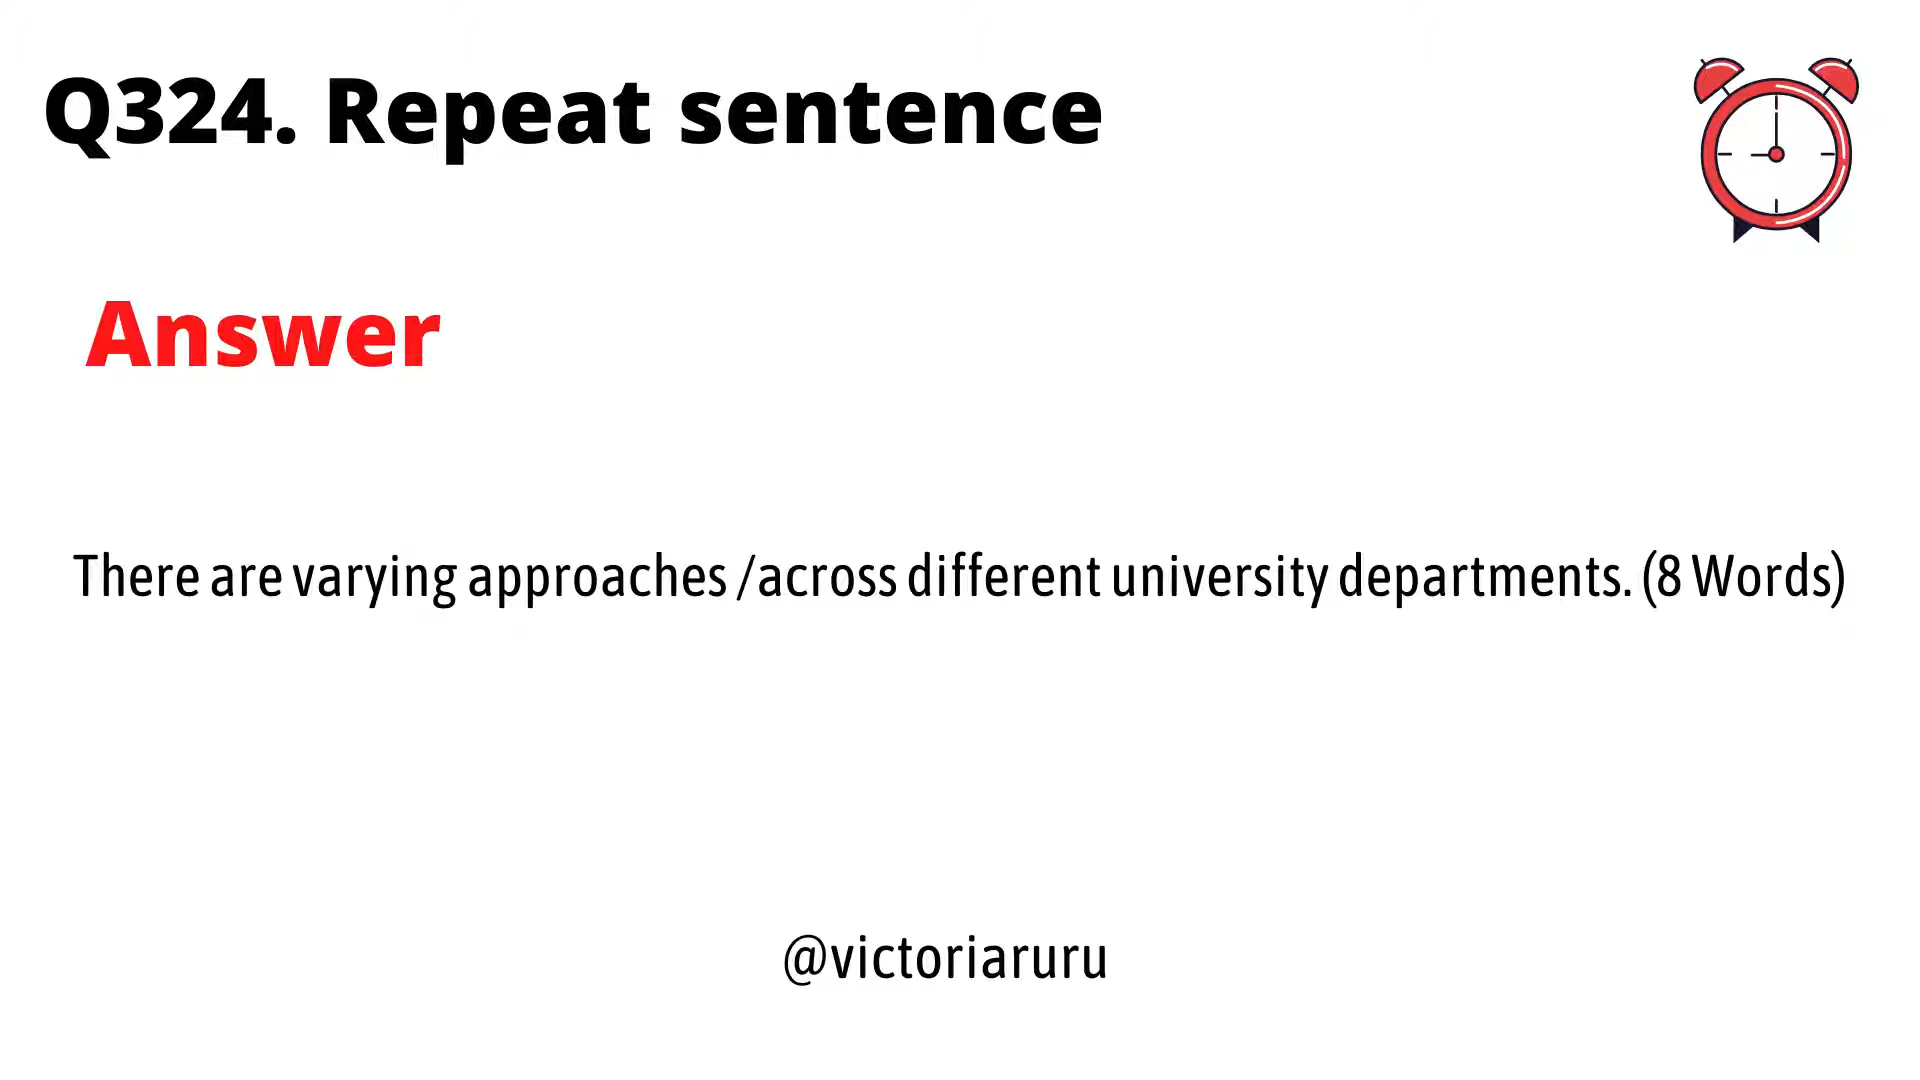 Q324. Repeat sentence
Answer
There are varying approaches /across different university departments. (8 Words)
@victoriaruru